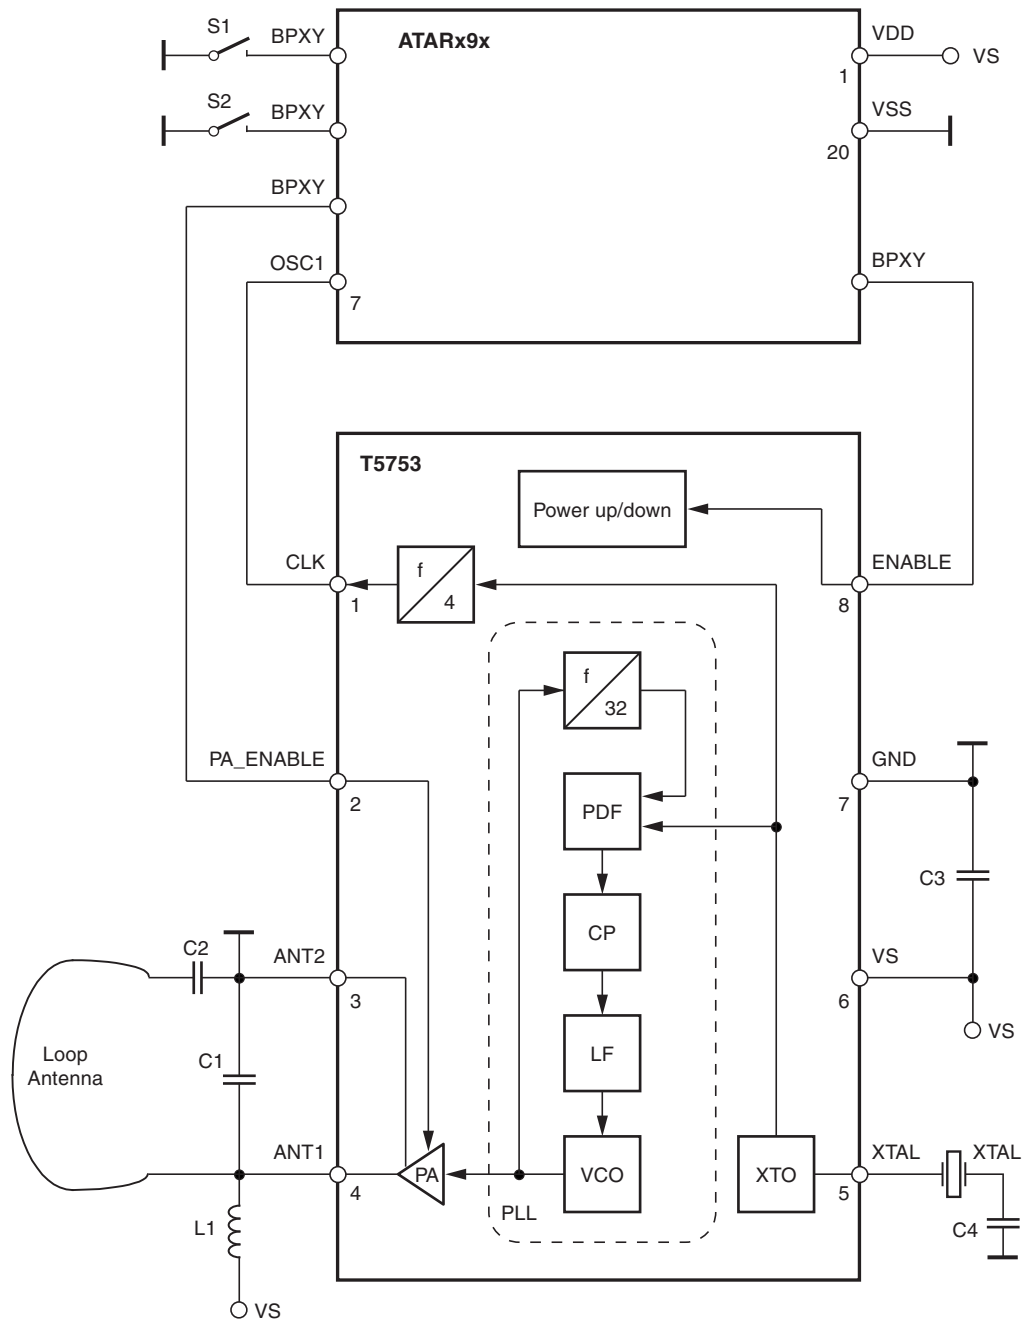 S1
BPXY
ATARx9x
VDD
1
VS
S2
BPXY
VSS
20
BPXY
OSC1
7
BPXY
T5753
Power up/down
CLK
1
f
4
ENABLE
8
f
32
PA_ENABLE
2
PDF
GND
7
C3
CP
C2
ANT2
3
VS
6
VS
Loop
Antenna
C1
LF
ANT1
4
PA
VCO
PLL
XTO
XTAL
5
XTAL
C4
L1
VS